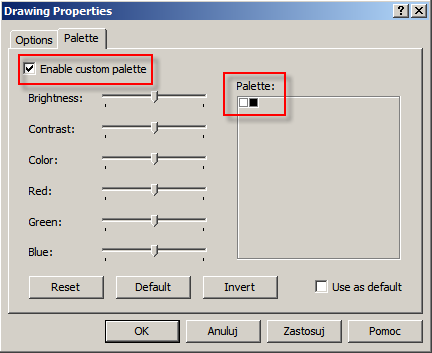 Drawing Properties
Options Palette
Enable custom palette
Palette:
Brightness:
Contrast:
Color:
Red:
Green:
Blue:
Reset Default Invert Use as default
OK Anuluj Zastosuj Pomoc